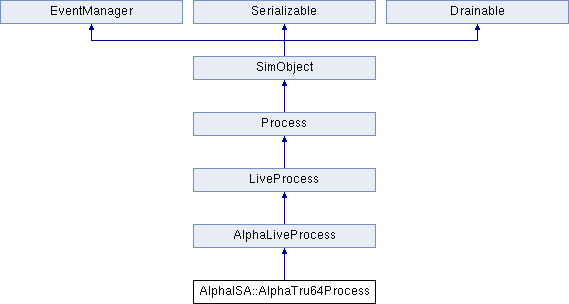 EventManager
Serializable
Drainable
SimObject
Process
LiveProcess
AlphaLiveProcess
AlphaISA::AlphaTru64Process